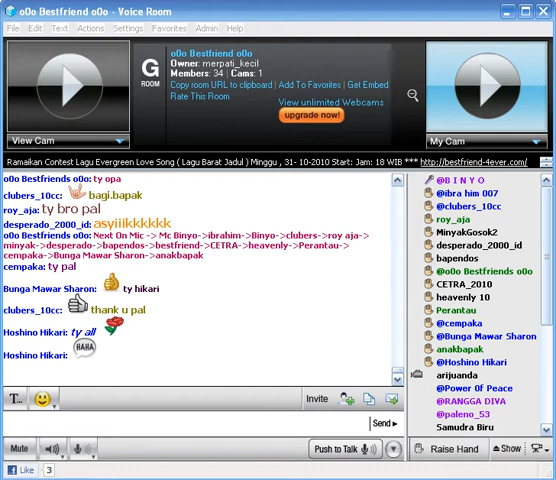 o0o Bestfriend o0o - Voice Room
File Edit Text Actions Settings Favorites Admin Help
G
ROOM
o0o Bestfriend o0o
Owner: merpati_kecil
Members: 34 | Cams: 1
Copy room URL to clipboard | Add To Favorites | Get Embed
Rate This Room
View unlimited Webcams
upgrade now!
View Cam
My Cam
Ramaikan Contest Lagu Evergreen Love Song ( Lagu Barat Jadul ) Minggu , 31- 10-2010 Start: Jam: 18 WIB *** http://bestfriend-4ever.com/
o0o Bestfriends o0o: ty opa
clubers_10cc: bagi.bapak
roy_aja: ty bro pal
desperado_2000_id: asyiiikkkkkk
o0o Bestfriends o0o: Next On Mic -> Mc Binyo->ibrahim->Binyo->clubers->roy aja->
minyak->desperado->bapendos->bestfriend->CETRA->heavenly->Perantau->
cempaka->Bunga Mawar Sharon->anakbapak
cempaka: ty pal
Bunga Mawar Sharon: ty hikari
clubers_10cc: thank u pal
Hoshino Hikari: ty all
Hoshino Hikari: HAHA
@B I N Y O
@ibra him 007
@clubers_10cc
roy_aja
MinyakGosok2
desperado_2000_id
bapendos
@o0o Bestfriends o0o
CETRA_2010
heavenly 10
Perantau
@cempaka
@Bunga Mawar Sharon
anakbapak
@Hoshino Hikari
arijuanda
@Power Of Peace
@RANGGA DIVA
@paleno_53
Samudra Biru
T...
Invite
Send
Mute
Push to Talk
Raise Hand
Show
Like 3